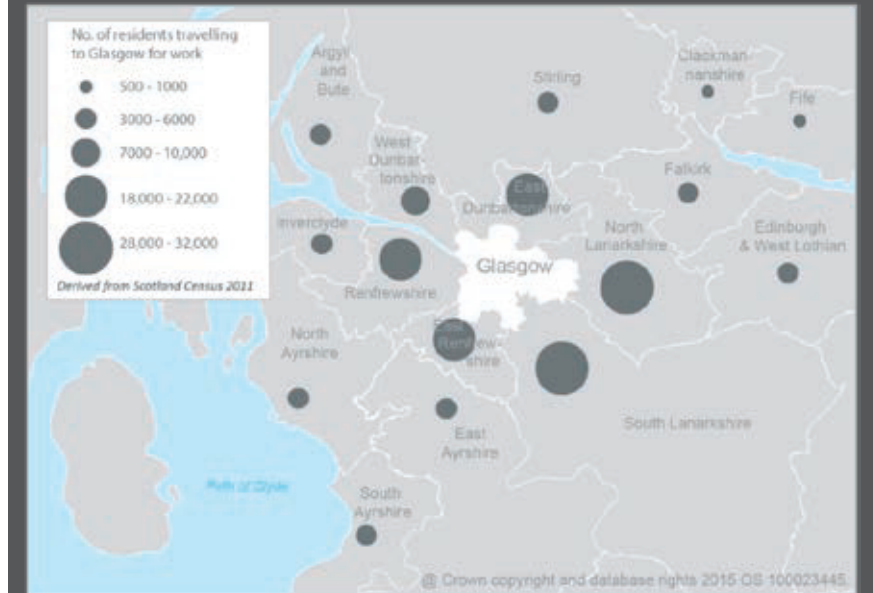 No. of residents travelling
to Glasgow for work
500 - 1000
3000 - 6000
7000 - 10,000
18,000 - 22,000
28,000 - 32,000
Derived from Scotland Census 2011
Argyll
and
Bute
Stirling
Clackman-
nanshire
Fife
West
Dunbar-
tonshire
East
Dunbartonshire
Falkirk
Inverclyde
North
Lanarkshire
Edinburgh
& West Lothian
Glasgow
Renfrewshire
East
Renfrew-
shire
North
Ayrshire
East
Ayrshire
South Lanarkshire
Firth of Clyde
South
Ayrshire
@ Crown copyright and database rights 2015 OS 100023445.